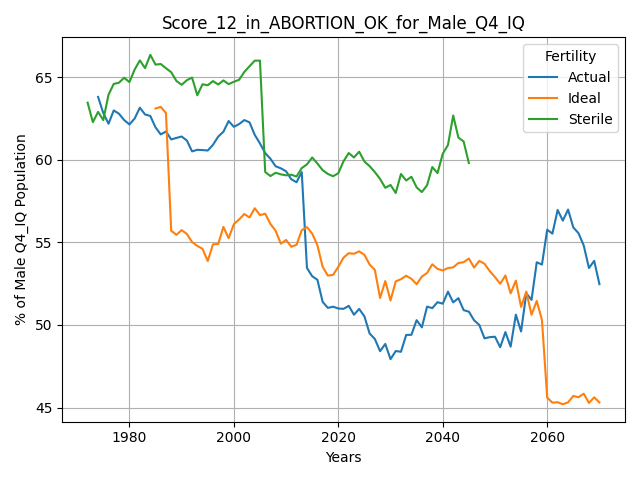 Score_12_in_ABORTION_OK_for_Male_Q4_IQ
Fertility
Actual
Ideal
Sterile
% of Male Q4_IQ Population
65
60
55
50
45
1980
2000
2020
2040
2060
Years